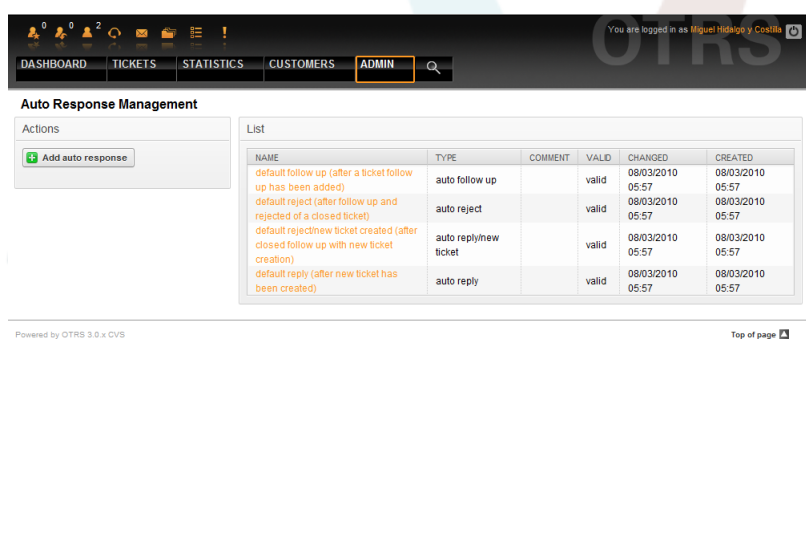 0 0 2
OTRS
You are logged in as Miguel Hidalgo y Costilla
DASHBOARD TICKETS STATISTICS CUSTOMERS ADMIN
Auto Response Management
Actions
Add auto response
List
NAME TYPE COMMENT VALID CHANGED CREATED
default follow up (after a ticket follow
up has been added)
auto follow up
valid
08/03/2010
05:57
08/03/2010
05:57
default reject (after follow up and
rejected of a closed ticket)
auto reject
valid
08/03/2010
05:57
08/03/2010
05:57
default reject/new ticket created (after
closed follow up with new ticket
creation)
auto reply/new
ticket
valid
08/03/2010
05:57
08/03/2010
05:57
default reply (after new ticket has
been created)
auto reply
valid
08/03/2010
05:57
08/03/2010
05:57
Powered by OTRS 3.0.x CVS
Top of page